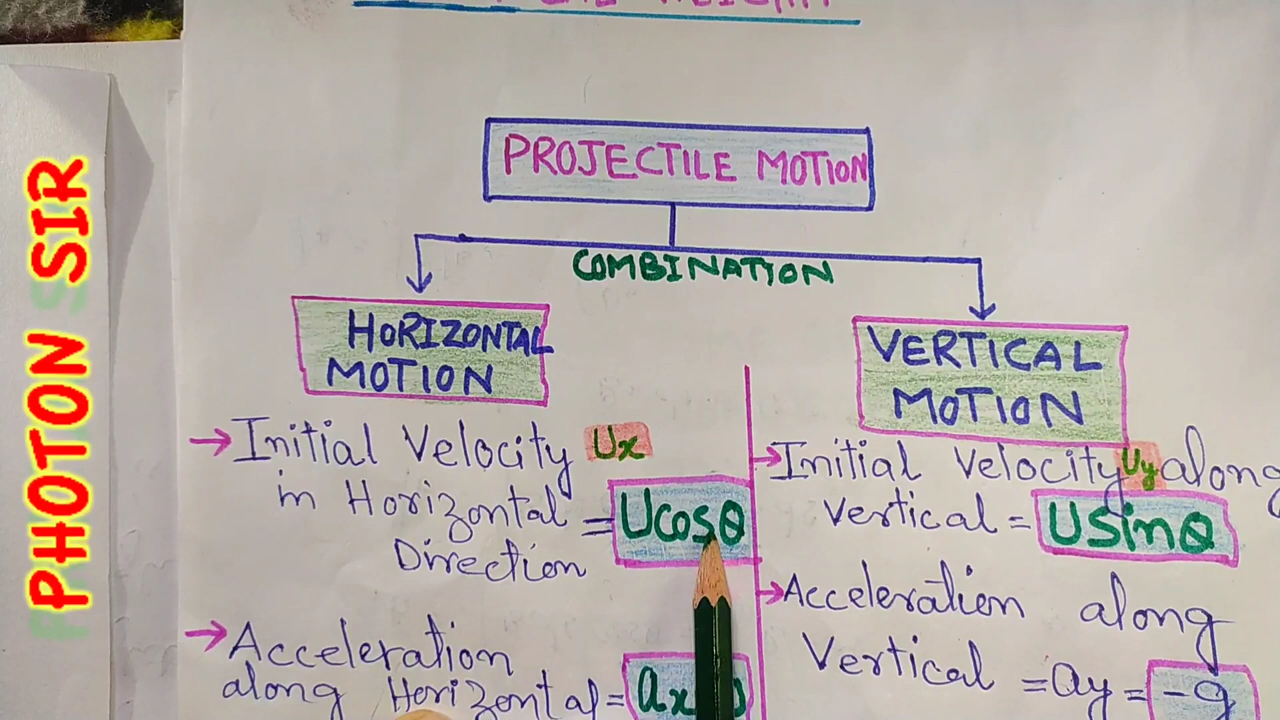 PROJECTILE MOTION
COMBINATION
HORIZONTAL
MOTION
VERTICAL
MOTION
→ Initial Velocity Ux
in Horizontal = Ucosθ
Direction
→ Acceleration
along Horizontal = ax
→ Initial Velocity Uy along
Vertical = USinθ
→ Acceleration along
Vertical = ay = -g
PHOTON SIR